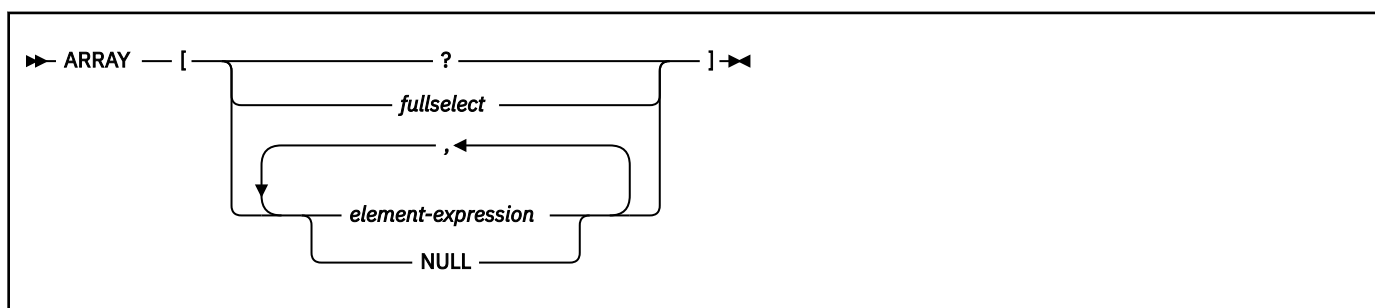 ARRAY [ ? ]
fullselect
,
element-expression
NULL